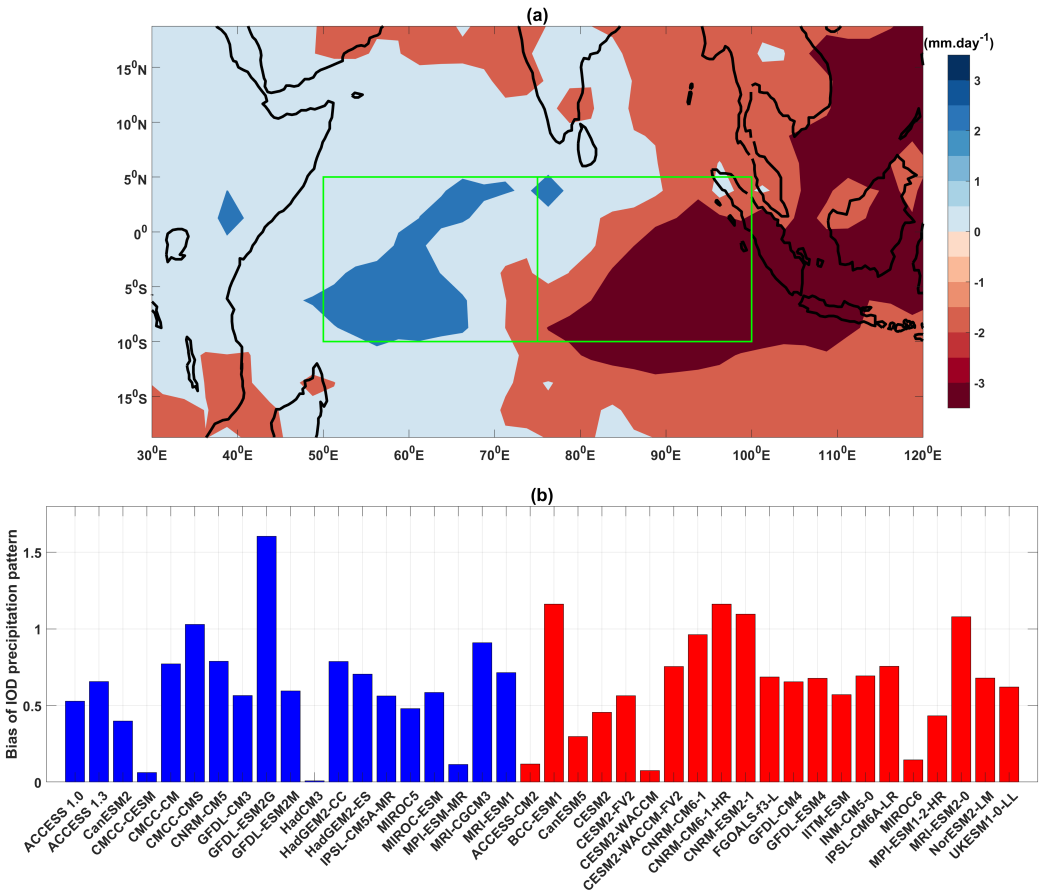 (a)
(mm.day⁻¹)
15⁰N
10⁰N
5⁰N
0⁰
5⁰S
10⁰S
15⁰S
30⁰E 40⁰E 50⁰E 60⁰E 70⁰E 80⁰E 90⁰E 100⁰E 110⁰E 120⁰E
3
2
1
0
-1
-2
-3
(b)
Bias of IOD precipitation pattern
1.5
1
0.5
0
ACCESS 1.0
ACCESS 1.3
CanESM2
CMCC-CESM
CMCC-CM
CMCC-CMS
CNRM-CM5
GFDL-CM3
GFDL-ESM2G
GFDL-ESM2M
HadCM3
HadGEM2-CC
HadGEM2-ES
IPSL-CM5A-MR
MIROC5
MIROC-ESM
MPI-ESM-MR
MRI-CGCM3
MRI-ESM1
ACCESS-CM2
BCC-ESM1
CanESM5
CESM2
CESM2-FV2
CESM2-WACCM
CESM2-WACCM-FV2
CNRM-CM6-1
CNRM-CM6-1-HR
CNRM-ESM2-1
FGOALS-f3-L
GFDL-CM4
GFDL-ESM4
IITM-ESM
INM-CM5-0
IPSL-CM6A-LR
MIROC6
MPI-ESM1-2-HR
MRI-ESM2-0
NorESM2-LM
UKESM1-0-LL